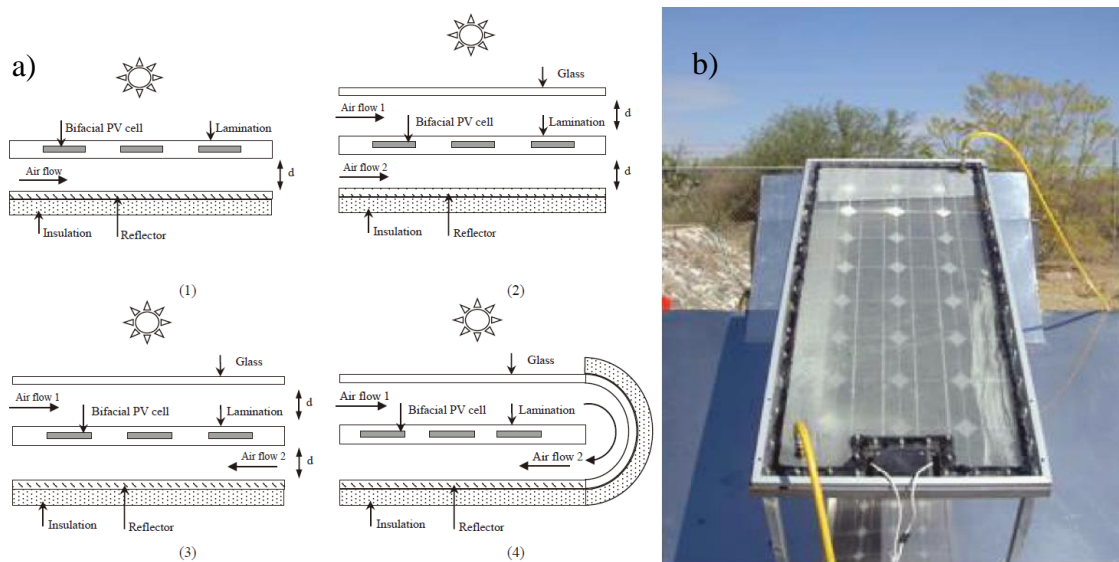 a)
Bifacial PV cell
Lamination
Air flow
d
Insulation
Reflector
(1)
Glass
Air flow 1
d
Bifacial PV cell
Lamination
Air flow 2
d
Insulation
Reflector
(2)
Glass
Air flow 1
d
Bifacial PV cell
Lamination
Air flow 2
d
Insulation
Reflector
(3)
Glass
Air flow 1
Bifacial PV cell
Lamination
Air flow 2
Insulation
Reflector
(4)
b)